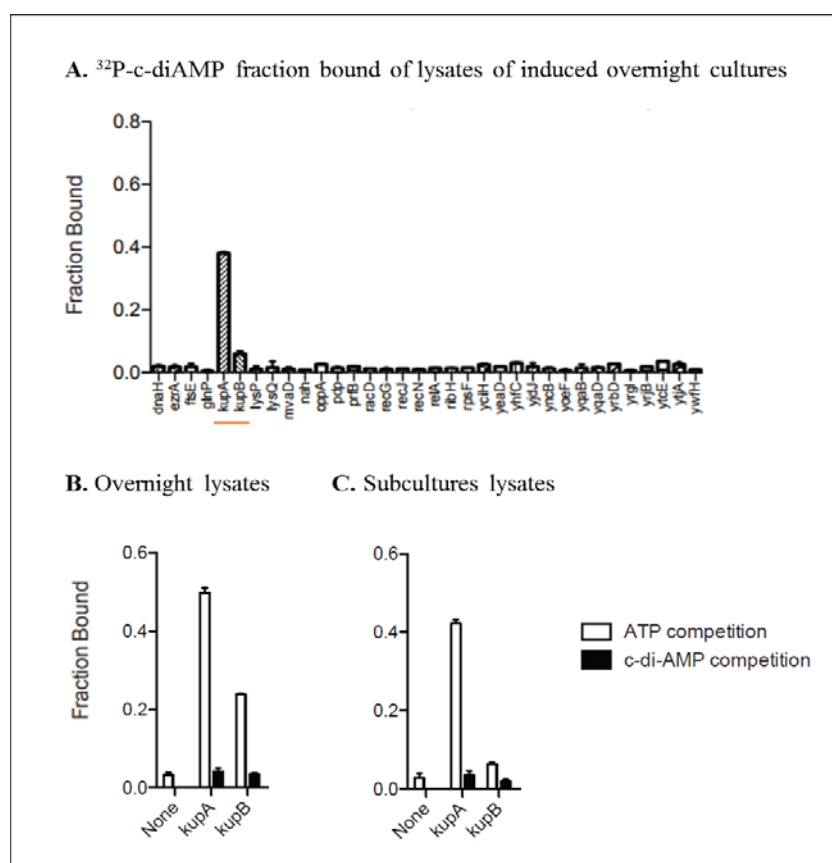 A. ³²P-c-diAMP fraction bound of lysates of induced overnight cultures
Fraction Bound
0.8
0.6
0.4
0.2
0.0
dnaH
ezrA
ftsE
glnP
kupA
kupB
lysP
lysQ
mvaD
nah
oppA
pdp
prfB
racD
recG
recJ
recN
relA
rib H
rpsF
yciH
yeaD
yhfC
yjdJ
yncB
yoeF
yqaB
yqaD
yrbD
yrgI
yrjB
ytcE
ytjA
ywfH
B. Overnight lysates
Fraction Bound
0.6
0.4
0.2
0.0
None
kupA
kupB
C. Subcultures lysates
0.6
0.4
0.2
0.0
None
kupA
kupB
ATP competition
c-di-AMP competition